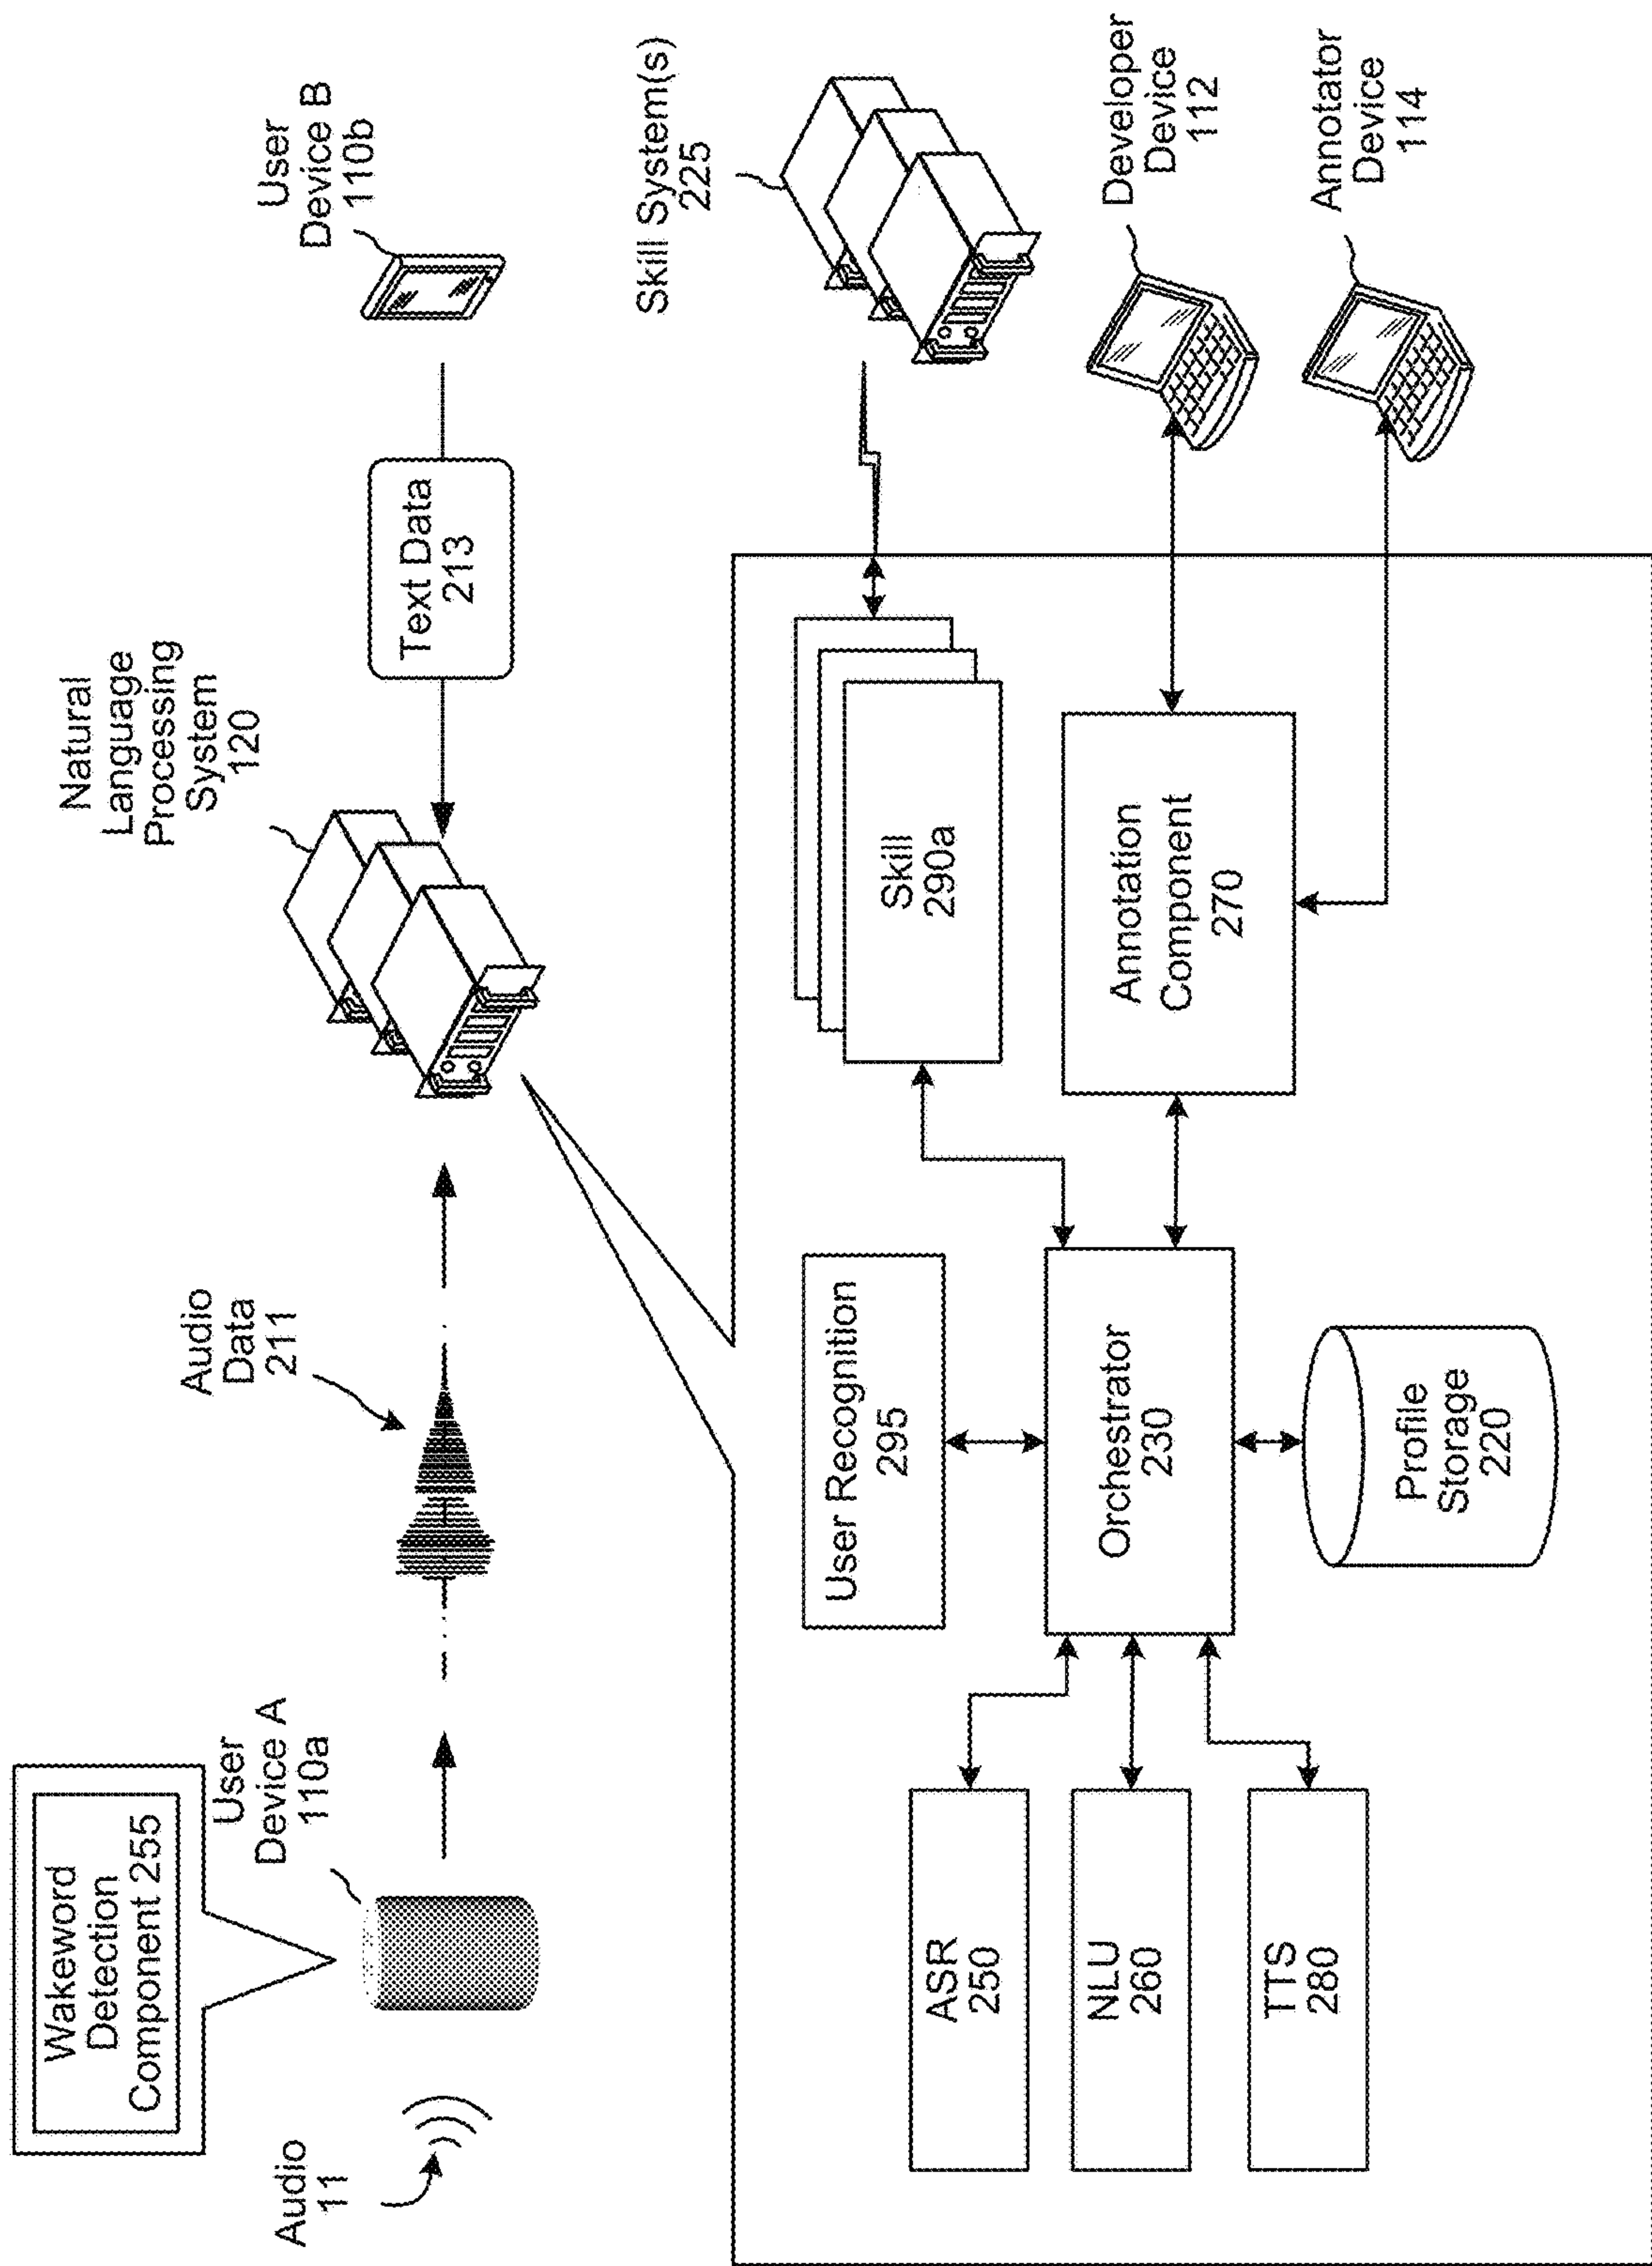 Wakeword
Detection
Component 255
Audio
11
User
Device A
110a
Audio
Data
211
Natural
Language
Processing
System
120
Text Data
213
User
Device B
110b
Skill System(s)
225
Developer
Device
112
Annotator
Device
114
ASR
250
NLU
260
TTS
280
User Recognition
295
Orchestrator
230
Profile
Storage
220
Skill
290a
Annotation
Component
270